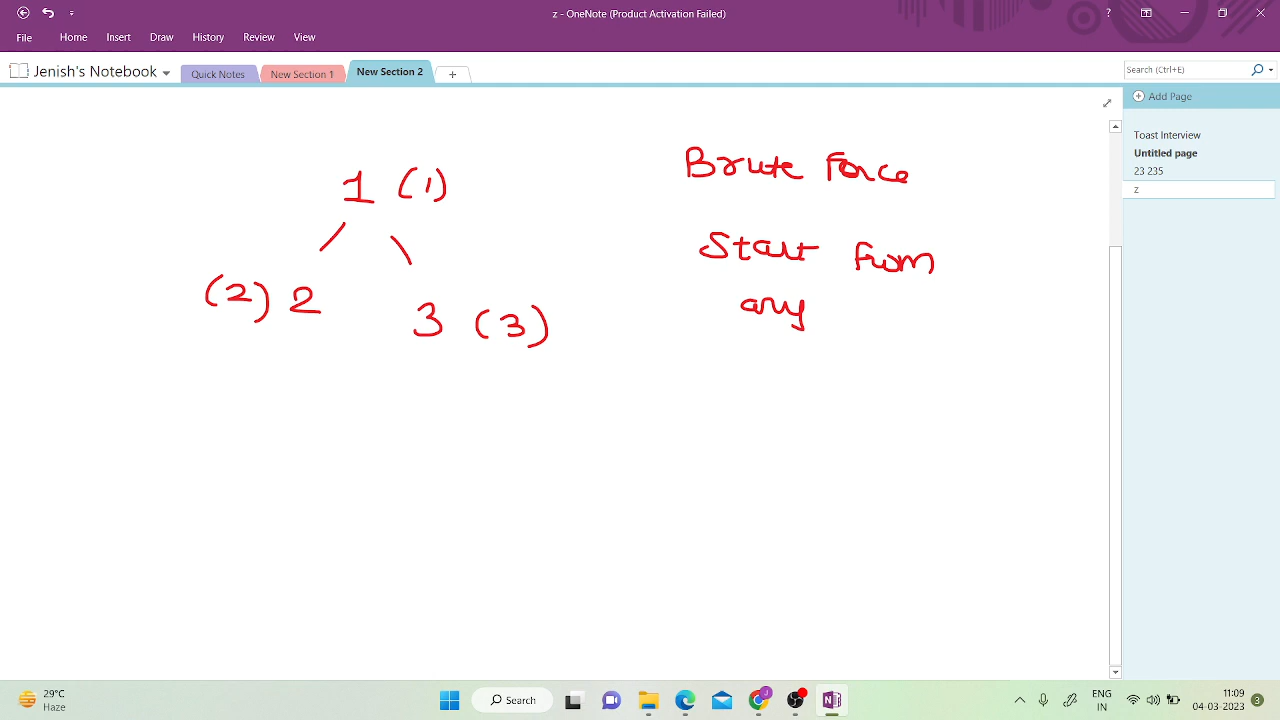 z - OneNote (Product Activation Failed)
?
File Home Insert Draw History Review View
Jenish's Notebook Quick Notes New Section 1 New Section 2 +
Search (Ctrl+E)
Add Page
Toast Interview
Untitled page
23 235
z
1 (1)
(2) 2
3 (3)
Brute Force
Start from
any
29°C
Haze
Search
ENG
IN
11:09
04-03-2023
3